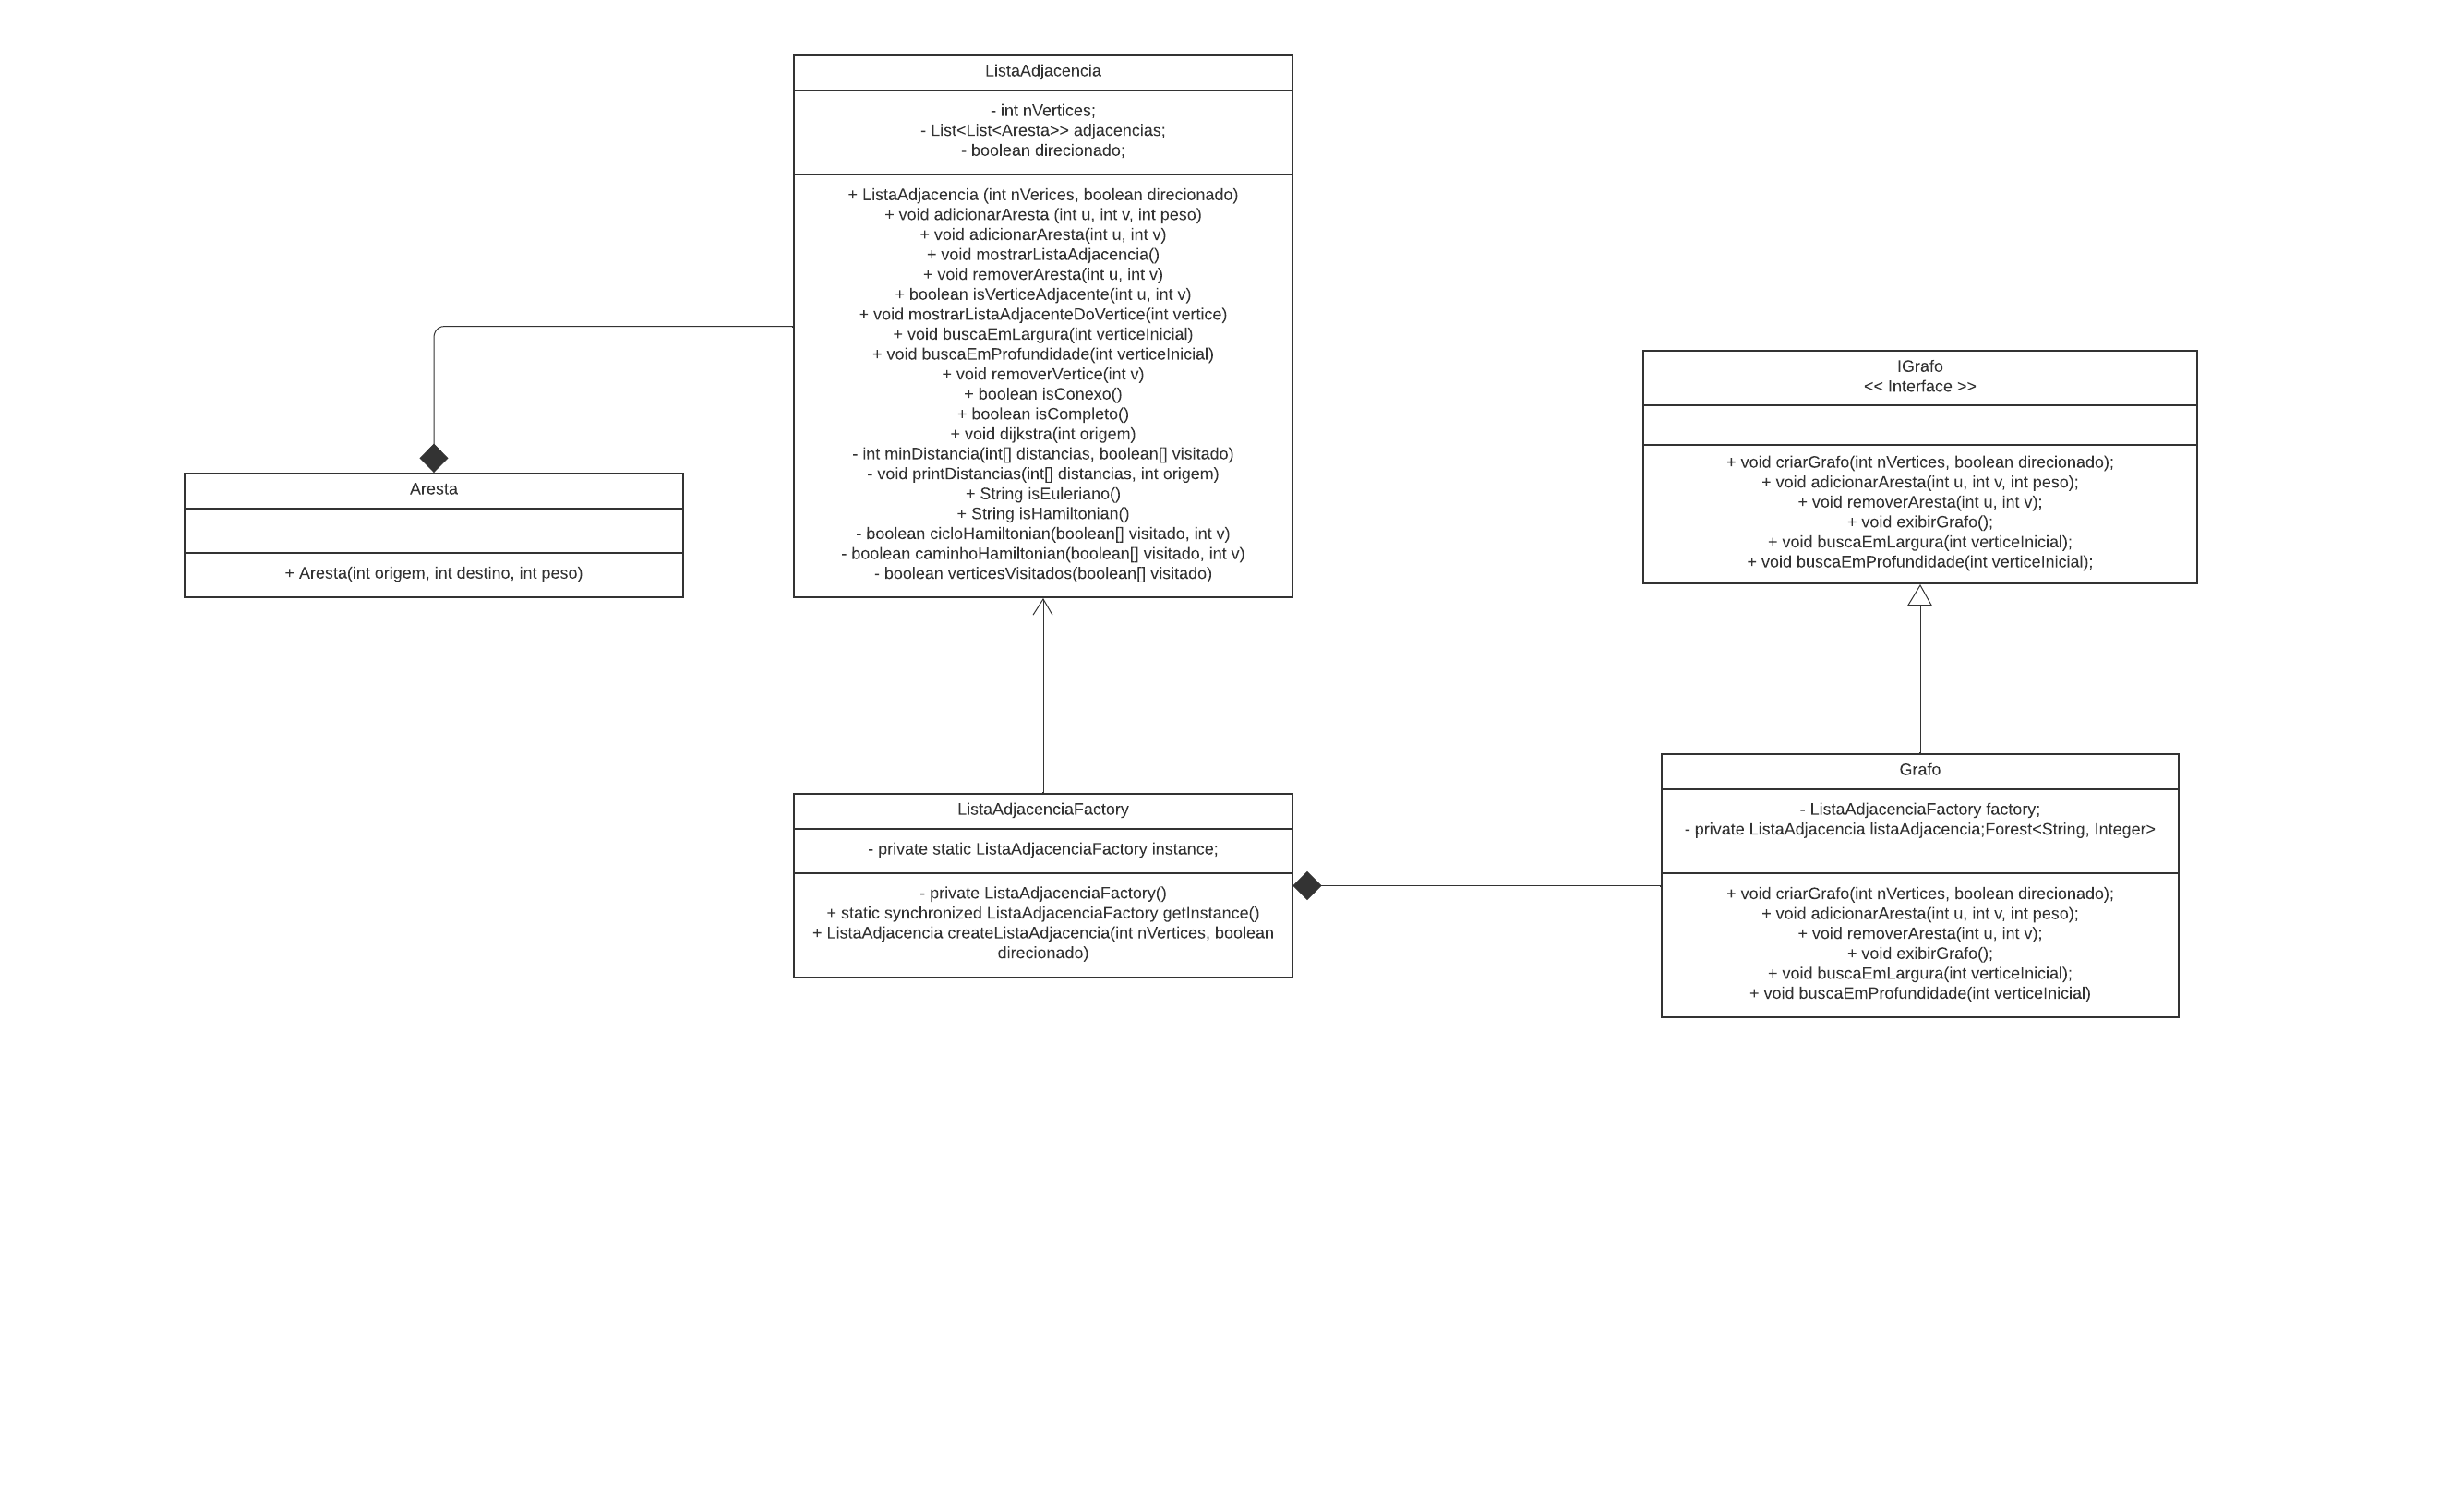 ListaAdjacencia
- int nVertices;
- List<List<Aresta>> adjacencias;
- boolean direcionado;
+ ListaAdjacencia (int nVerices, boolean direcionado)
+ void adicionarAresta (int u, int v, int peso)
+ void adicionarAresta(int u, int v)
+ void mostrarListaAdjacencia()
+ void removerAresta(int u, int v)
+ boolean isVerticeAdjacente(int u, int v)
+ void mostrarListaAdjacenteDoVertice(int vertice)
+ void buscaEmLargura(int verticeInicial)
+ void buscaEmProfundidade(int verticeInicial)
+ void removerVertice(int v)
+ boolean isConexo()
+ boolean isCompleto()
+ void dijkstra(int origem)
- int minDistancia(int[] distancias, boolean[] visitado)
- void printDistancias(int[] distancias, int origem)
+ String isEuleriano()
+ String isHamiltonian()
- boolean cicloHamiltonian(boolean[] visitado, int v)
- boolean caminhoHamiltonian(boolean[] visitado, int v)
- boolean verticesVisitados(boolean[] visitado)
IGrafo
<< Interface >>
+ void criarGrafo(int nVertices, boolean direcionado);
+ void adicionarAresta(int u, int v, int peso);
+ void removerAresta(int u, int v);
+ void exibirGrafo();
+ void buscaEmLargura(int verticeInicial);
+ void buscaEmProfundidade(int verticeInicial);
Aresta
+ Aresta(int origem, int destino, int peso)
ListaAdjacenciaFactory
- private static ListaAdjacenciaFactory instance;
- private ListaAdjacenciaFactory()
+ static synchronized ListaAdjacenciaFactory getInstance()
+ ListaAdjacencia createListaAdjacencia(int nVertices, boolean
direcionado)
Grafo
- ListaAdjacenciaFactory factory;
- private ListaAdjacencia listaAdjacencia;Forest<String, Integer>
+ void criarGrafo(int nVertices, boolean direcionado);
+ void adicionarAresta(int u, int v, int peso);
+ void removerAresta(int u, int v);
+ void exibirGrafo();
+ void buscaEmLargura(int verticeInicial);
+ void buscaEmProfundidade(int verticeInicial)